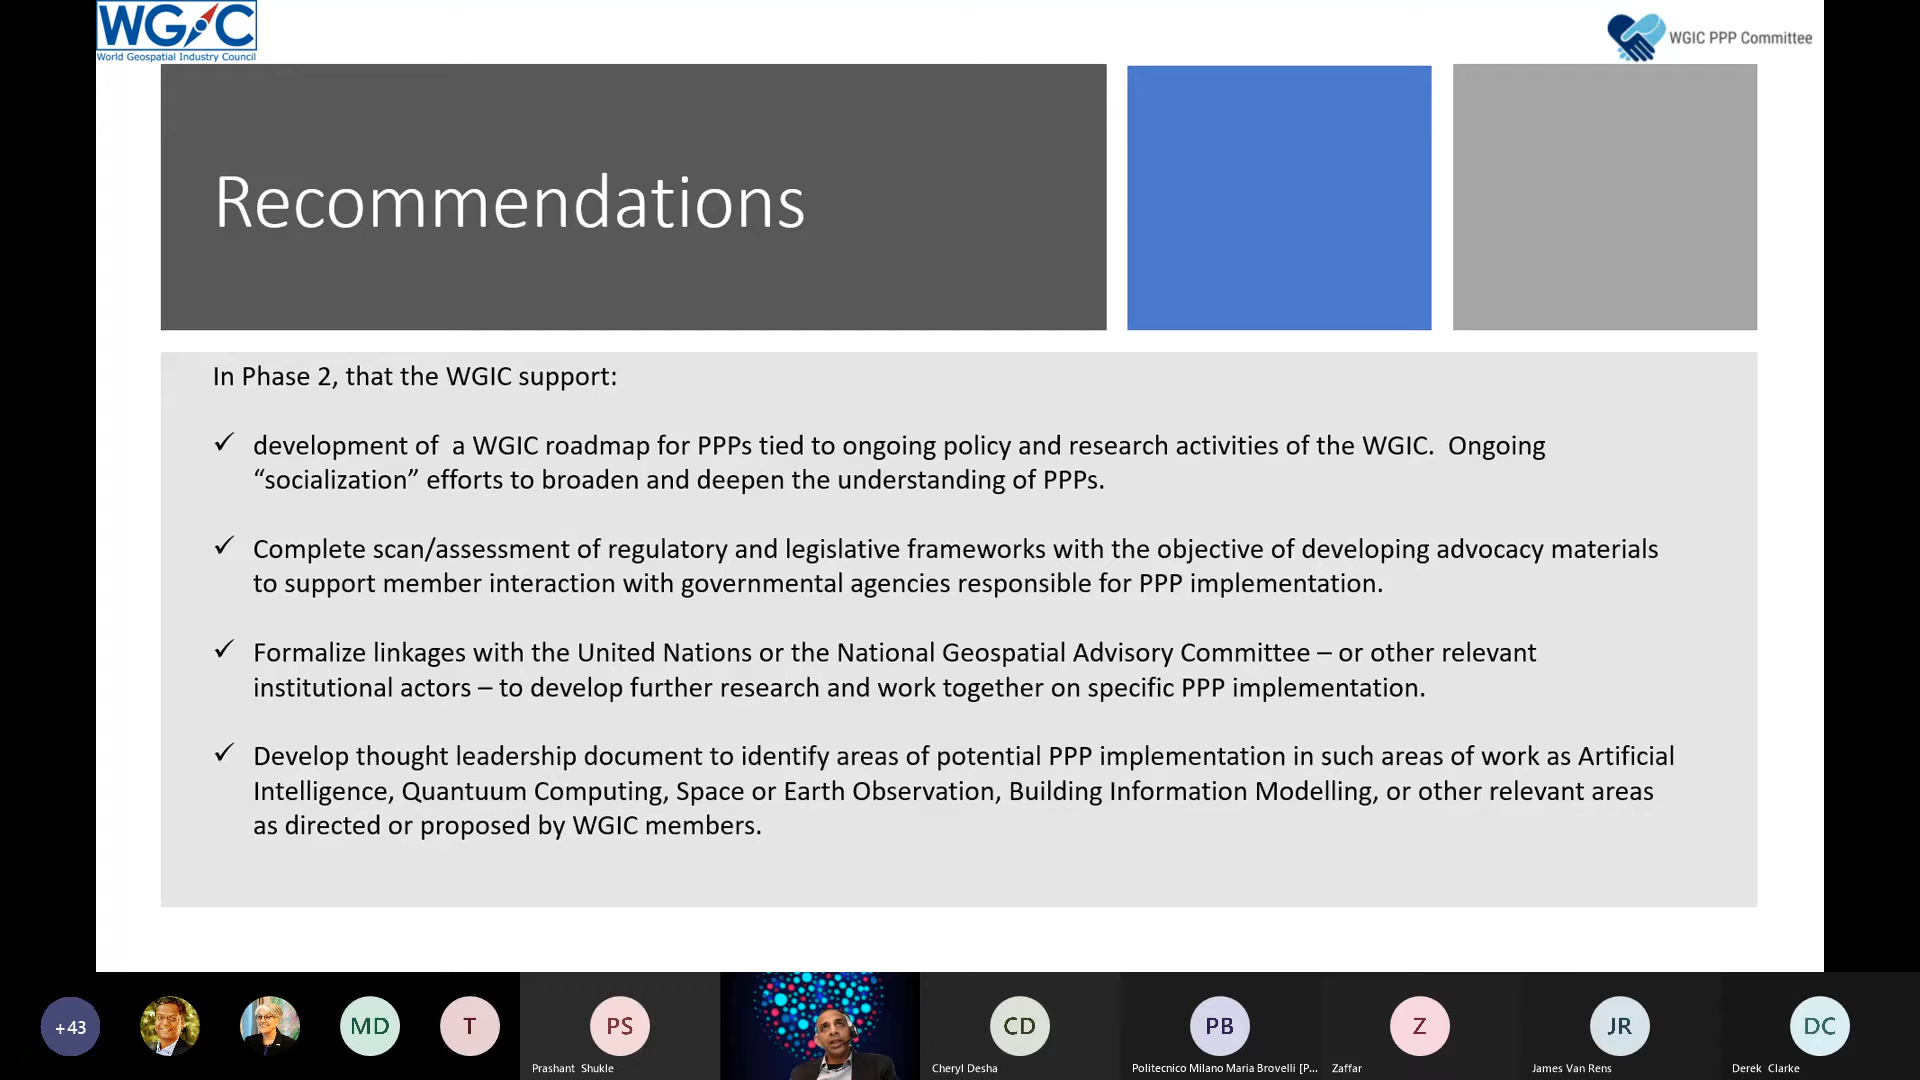 WGIC
World Geospatial Industry Council
WGIC PPP Committee
Recommendations
In Phase 2, that the WGIC support:
✓ development of  a WGIC roadmap for PPPs tied to ongoing policy and research activities of the WGIC.  Ongoing
“socialization” efforts to broaden and deepen the understanding of PPPs.
✓ Complete scan/assessment of regulatory and legislative frameworks with the objective of developing advocacy materials
to support member interaction with governmental agencies responsible for PPP implementation.
✓ Formalize linkages with the United Nations or the National Geospatial Advisory Committee – or other relevant
institutional actors – to develop further research and work together on specific PPP implementation.
✓ Develop thought leadership document to identify areas of potential PPP implementation in such areas of work as Artificial
Intelligence, Quantuum Computing, Space or Earth Observation, Building Information Modelling, or other relevant areas
as directed or proposed by WGIC members.
+43
MD
T
PS
CD
PB
Z
JR
DC
Prashant  Shukle
Cheryl Desha
Politecnico Milano Maria Brovelli [P...
Zaffar
James Van Rens
Derek  Clarke